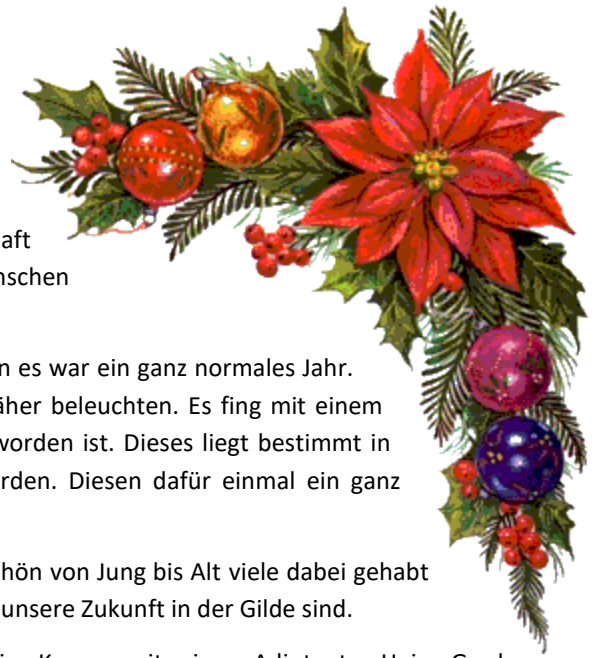 aft
nschen
n es war ein ganz normales Jahr.
äher beleuchten. Es fing mit einem
worden ist. Dieses liegt bestimmt in
rden. Diesen dafür einmal ein ganz
hön von Jung bis Alt viele dabei gehabt
unsere Zukunft in der Gilde sind.